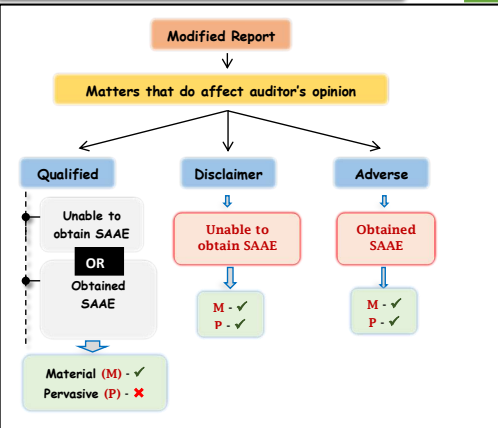 Modified Report
Matters that do affect auditor's opinion
Qualified
Unable to
obtain SAAE
OR
Obtained
SAAE
Material (M) - ✓
Pervasive (P) - ✖
Disclaimer
Unable to
obtain SAAE
M - ✓
P - ✓
Adverse
Obtained
SAAE
M - ✓
P - ✓